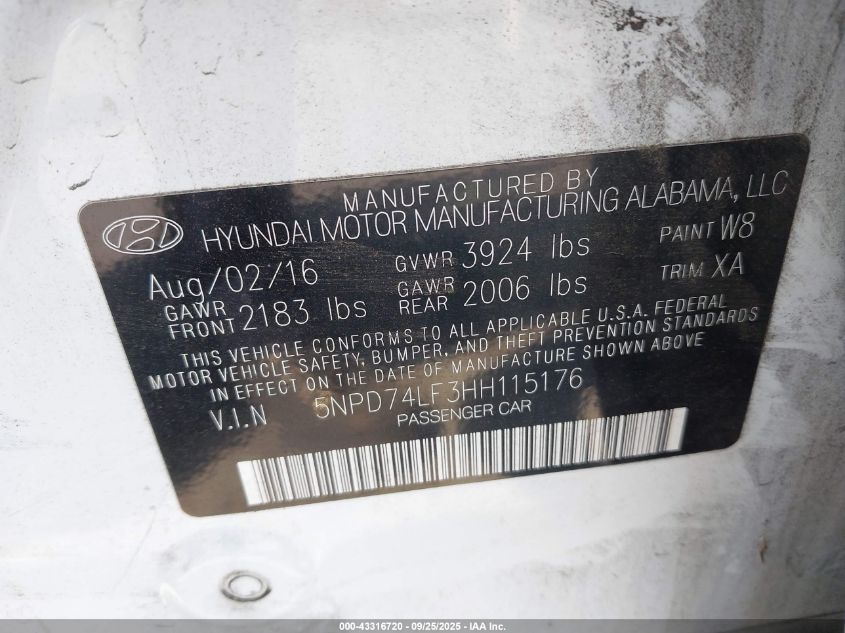 MANUFACTURED BY
HYUNDAI MOTOR MANUFACTURING ALABAMA, LLC
Aug/02/16 GVWR 3924 lbs PAINT W8
GAWR FRONT 2183 lbs GAWR REAR 2006 lbs TRIM XA
THIS VEHICLE CONFORMS TO ALL APPLICABLE U.S.A. FEDERAL
MOTOR VEHICLE SAFETY, BUMPER, AND THEFT PREVENTION STANDARDS
IN EFFECT ON THE DATE OF MANUFACTURE SHOWN ABOVE
V.I.N 5NPD74LF3HH115176
PASSENGER CAR
000-43316720 - 09/25/2025 - IAA Inc.